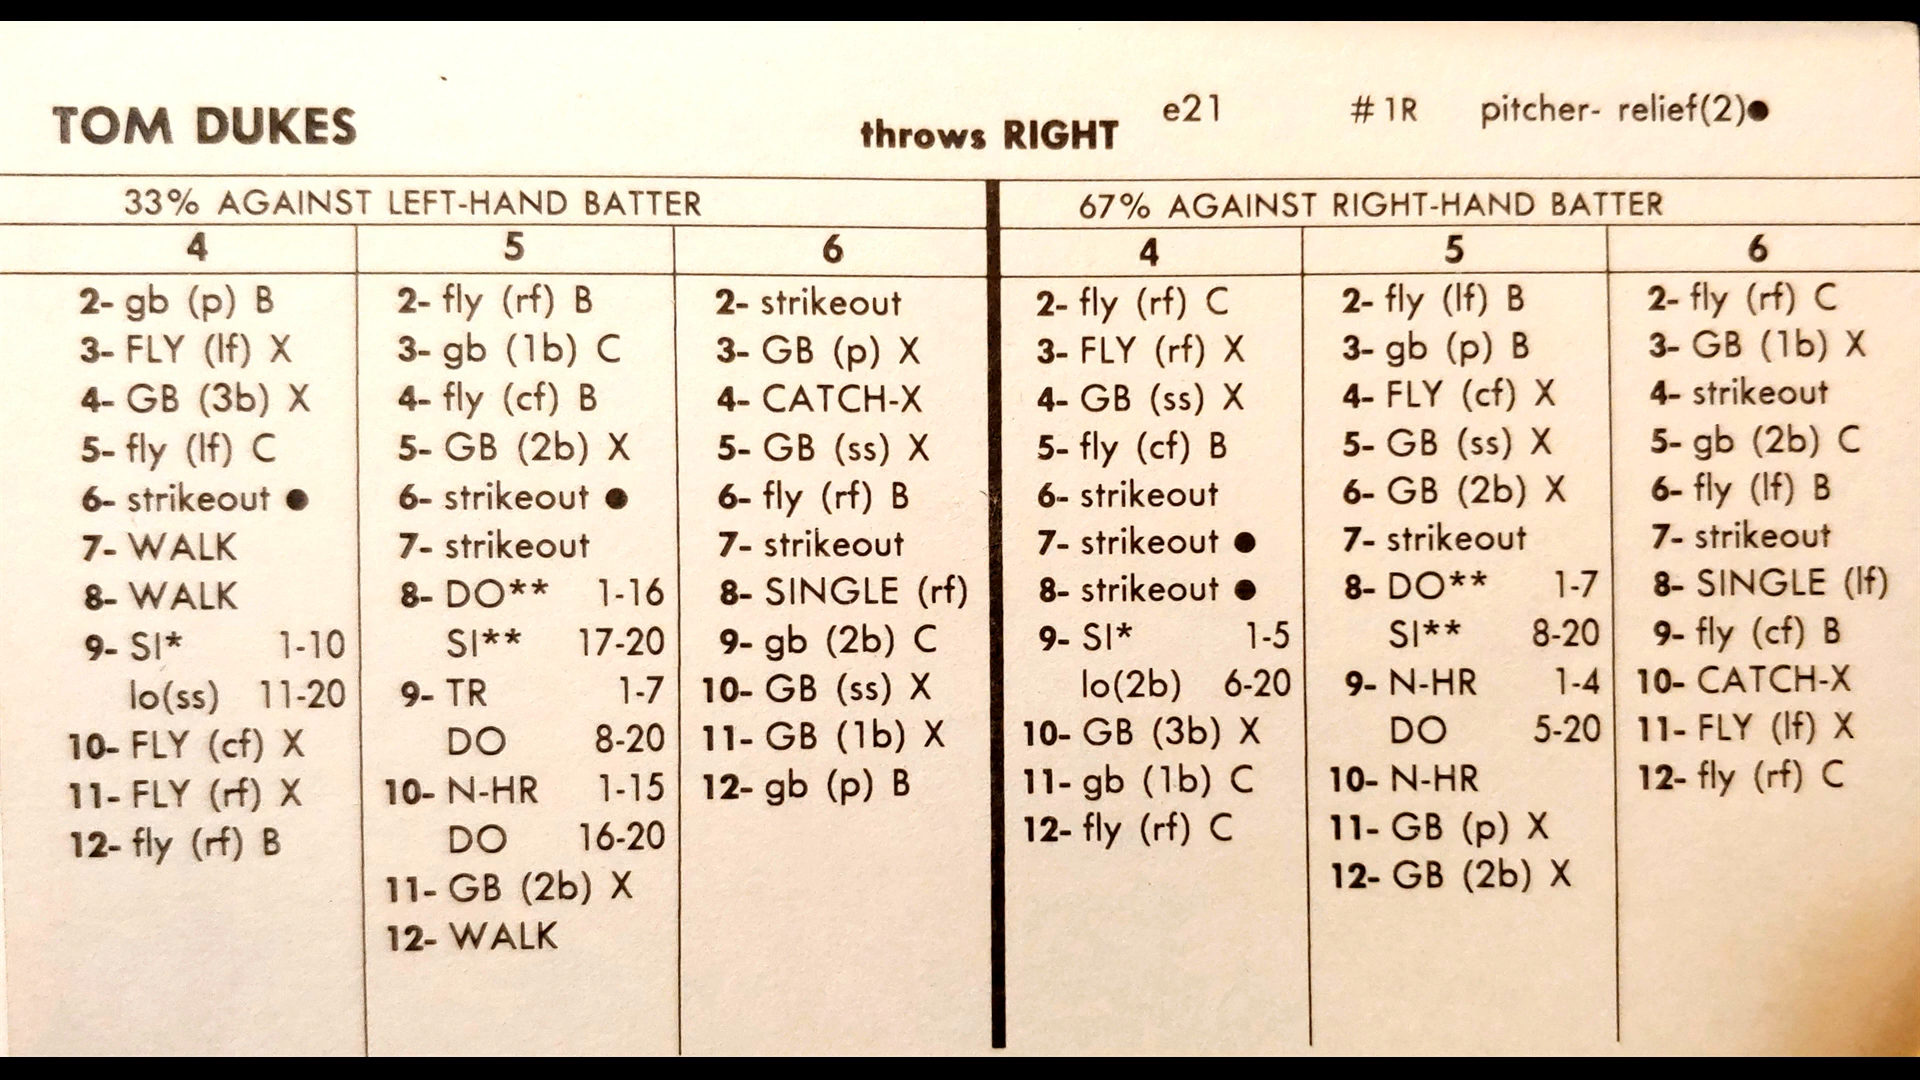 TOM DUKES throws RIGHT e21 #1R pitcher- relief(2)●
33% AGAINST LEFT-HAND BATTER
4
2- gb (p) B
3- FLY (lf) X
4- GB (3b) X
5- fly (lf) C
6- strikeout ●
7- WALK
8- WALK
9- SI* 1-10
lo(ss) 11-20
10- FLY (cf) X
11- FLY (rf) X
12- fly (rf) B
5
2- fly (rf) B
3- gb (1b) C
4- fly (cf) B
5- GB (2b) X
6- strikeout ●
7- strikeout
8- DO** 1-16
SI** 17-20
9- TR 1-7
DO 8-20
10- N-HR 1-15
DO 16-20
11- GB (2b) X
12- WALK
6
2- strikeout
3- GB (p) X
4- CATCH-X
5- GB (ss) X
6- fly (rf) B
7- strikeout
8- SINGLE (rf)
9- gb (2b) C
10- GB (ss) X
11- GB (1b) X
12- gb (p) B
67% AGAINST RIGHT-HAND BATTER
4
2- fly (rf) C
3- FLY (rf) X
4- GB (ss) X
5- fly (cf) B
6- strikeout
7- strikeout ●
8- strikeout ●
9- SI* 1-5
lo(2b) 6-20
10- GB (3b) X
11- gb (1b) C
12- fly (rf) C
5
2- fly (lf) B
3- gb (p) B
4- FLY (cf) X
5- GB (ss) X
6- GB (2b) X
7- strikeout
8- DO** 1-7
SI** 8-20
9- N-HR 1-4
DO 5-20
10- N-HR
11- GB (p) X
12- GB (2b) X
6
2- fly (rf) C
3- GB (1b) X
4- strikeout
5- gb (2b) C
6- fly (lf) B
7- strikeout
8- SINGLE (lf)
9- fly (cf) B
10- CATCH-X
11- FLY (lf) X
12- fly (rf) C